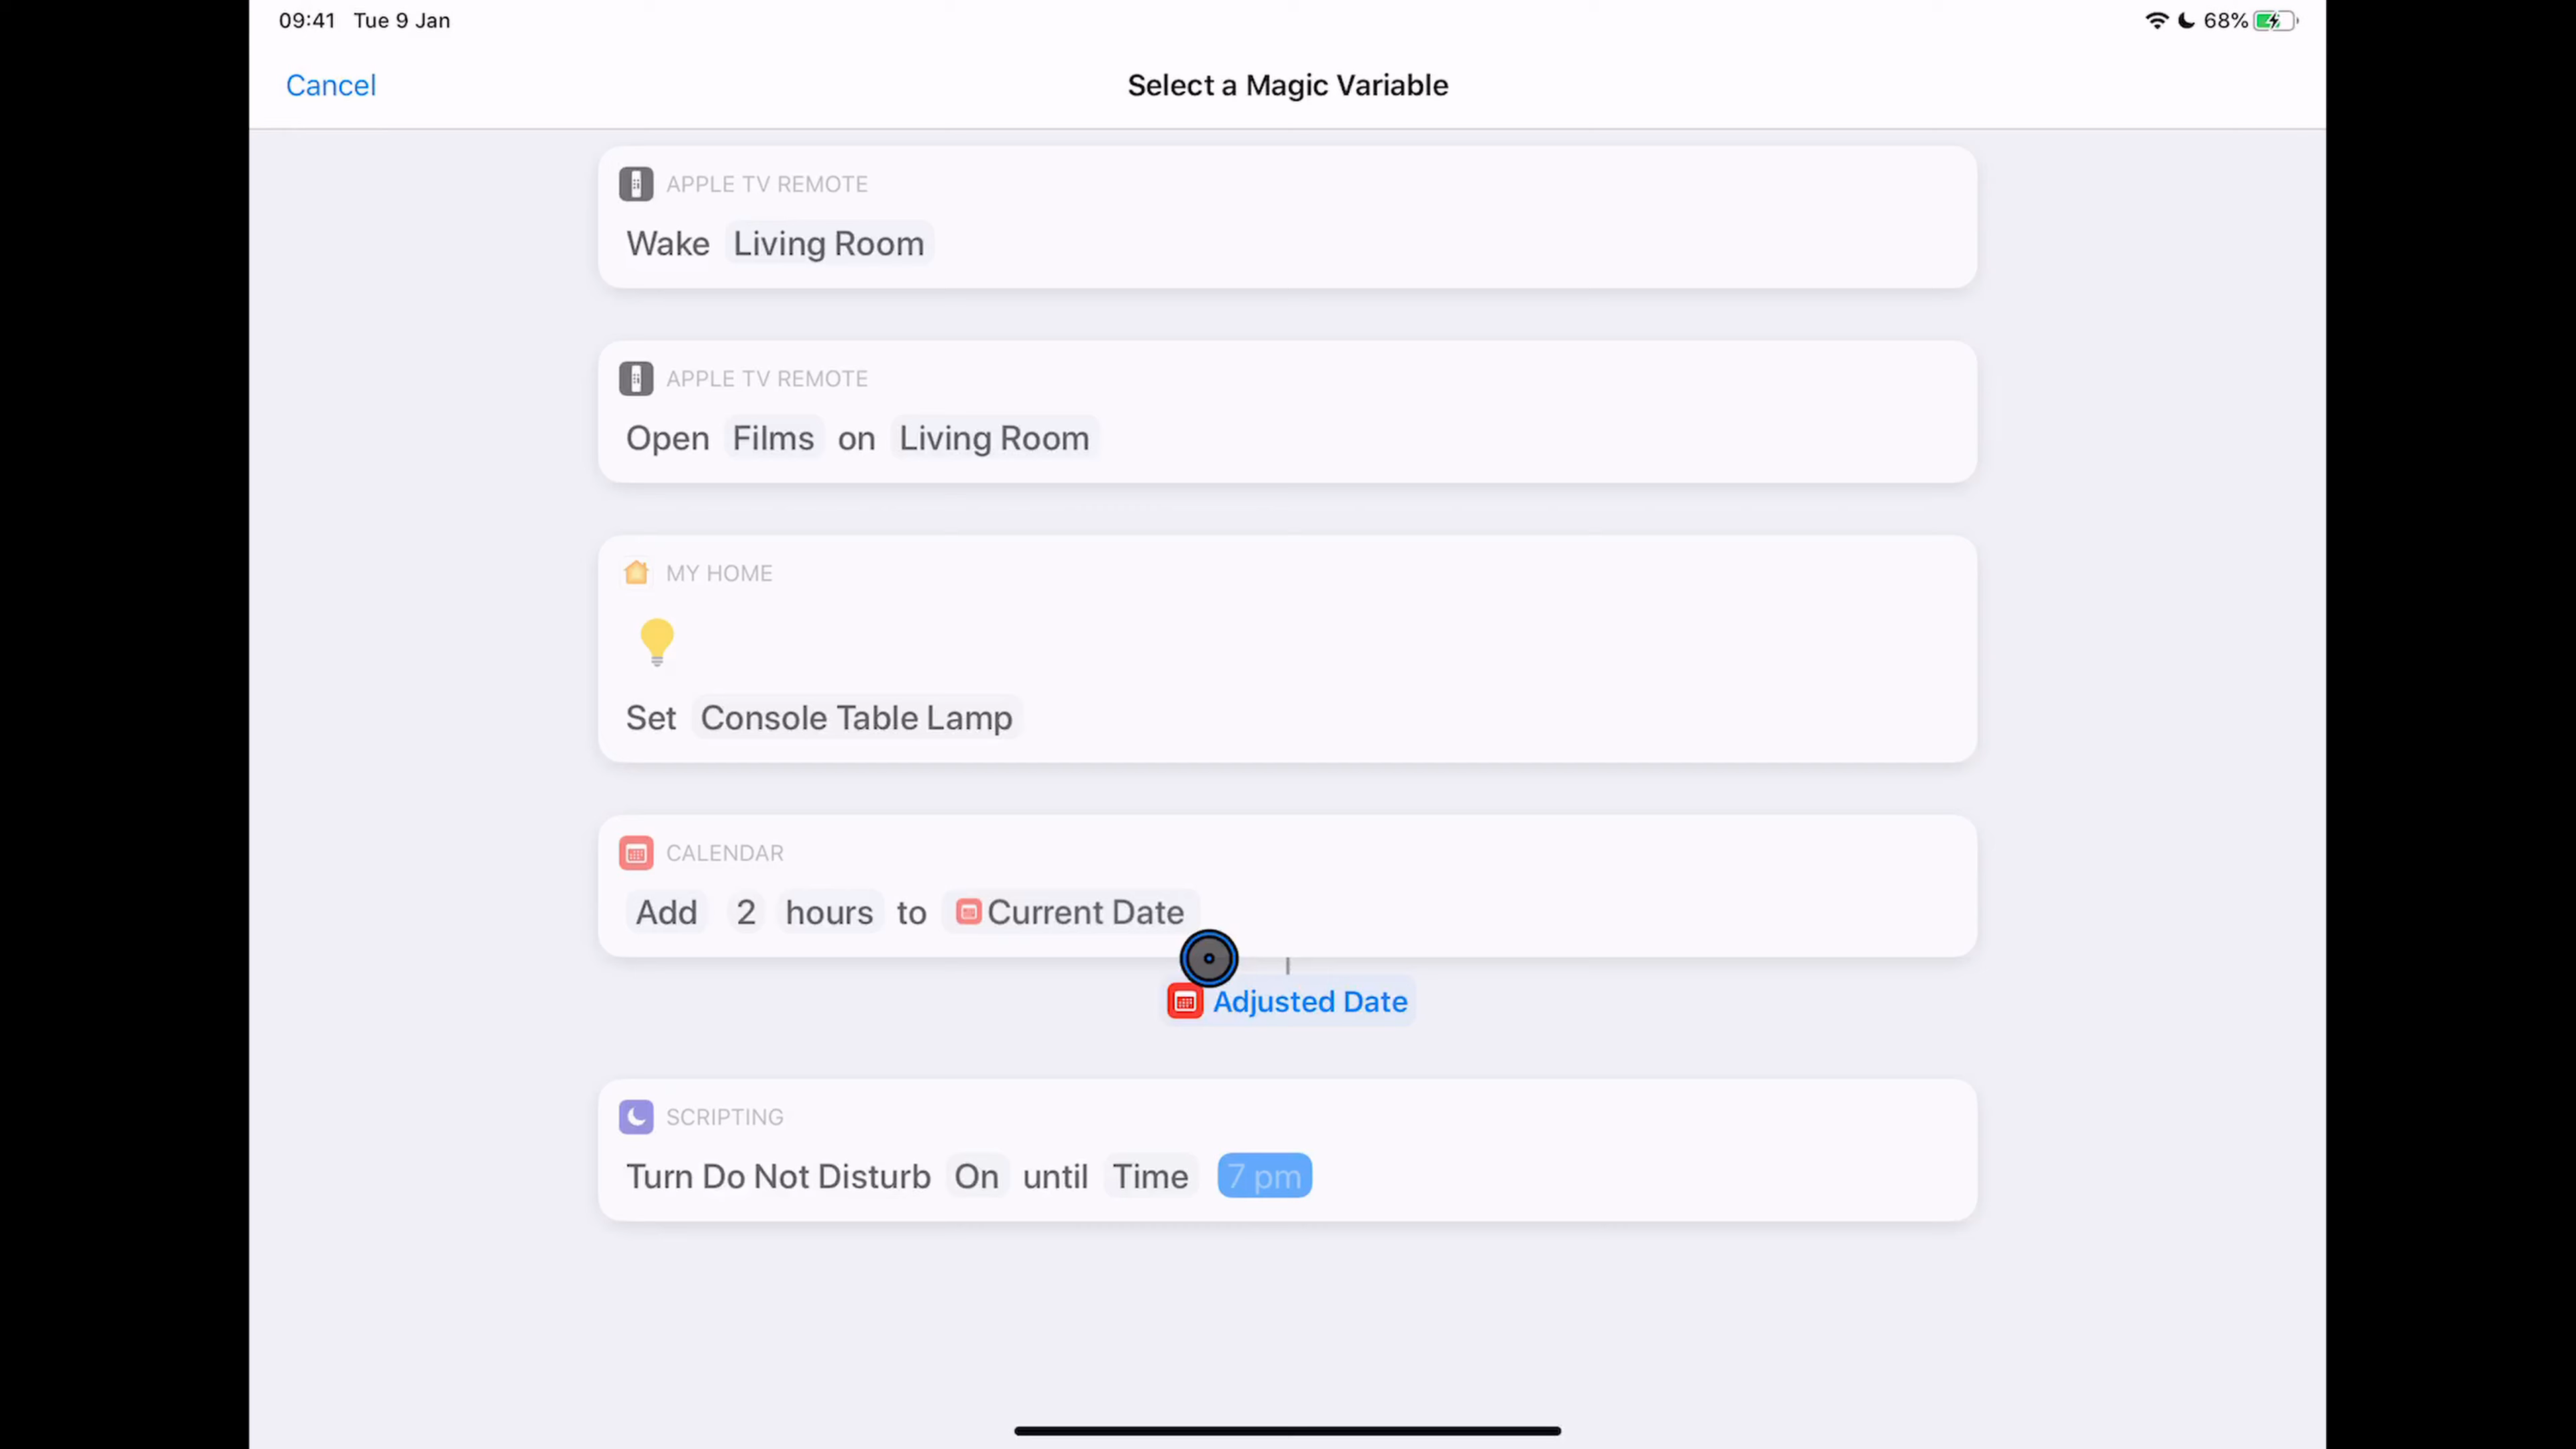 09:41 Tue 9 Jan
68%
Cancel
Select a Magic Variable
APPLE TV REMOTE
Wake Living Room
APPLE TV REMOTE
Open Films on Living Room
MY HOME
Set Console Table Lamp
CALENDAR
Add 2 hours to Current Date
Adjusted Date
SCRIPTING
Turn Do Not Disturb On until Time 7 pm